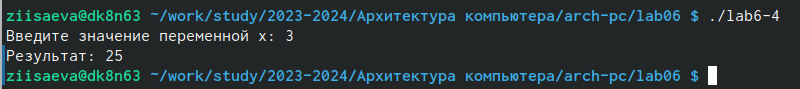 ziisaeva@dk8n63 ~/work/study/2023-2024/Архитектура компьютера/arch-pc/lab06 $ ./lab6-4
Введите значение переменной х: 3
Результат: 25
ziisaeva@dk8n63 ~/work/study/2023-2024/Архитектура компьютера/arch-pc/lab06 $